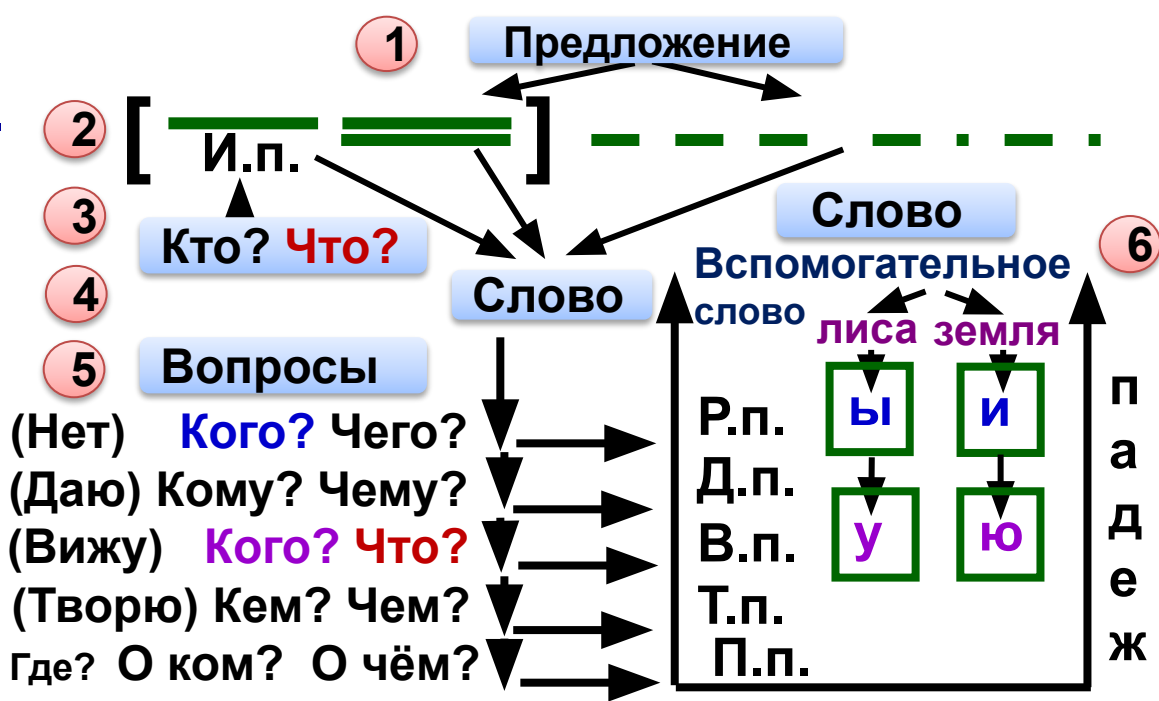 1 Предложение
2 [ ]
И.п.
3 Кто? Что?
4 Слово
5 Вопросы
(Нет) Кого? Чего?
(Даю) Кому? Чему?
(Вижу) Кого? Что?
(Творю) Кем? Чем?
Где? О ком? О чём?
Слово
6
Вспомогательное
слово
лиса земля
Р.п. ы и
Д.п.
В.п. у ю
Т.п.
П.п.
падеж